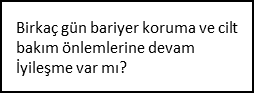 Birkaç gün bariyer koruma ve cilt
bakım önlemlerine devam
İyileşme var mı?